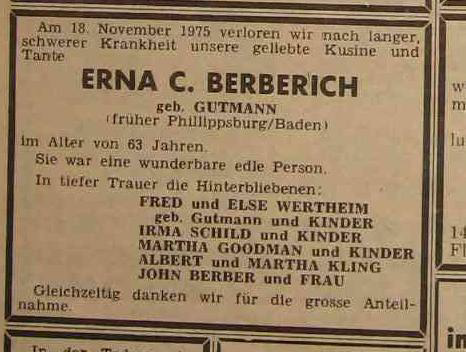 Am 18. November 1975 verloren wir nach langer,
schwerer Krankheit unsere geliebte Kusine und
Tante
ERNA C. BERBERICH
geb. GUTMANN
(früher Phillippsburg/Baden)
im Alter von 63 Jahren.
Sie war eine wunderbare edle Person.
In tiefer Trauer die Hinterbliebenen:
FRED und ELSE WERTHEIM
geb. Gutmann und KINDER
IRMA SCHILD und KINDER
MARTHA GOODMAN und KINDER
ALBERT und MARTHA KLING
JOHN BERBER und FRAU
Gleichzeltig danken wir für die grosse Anteil-
nahme.